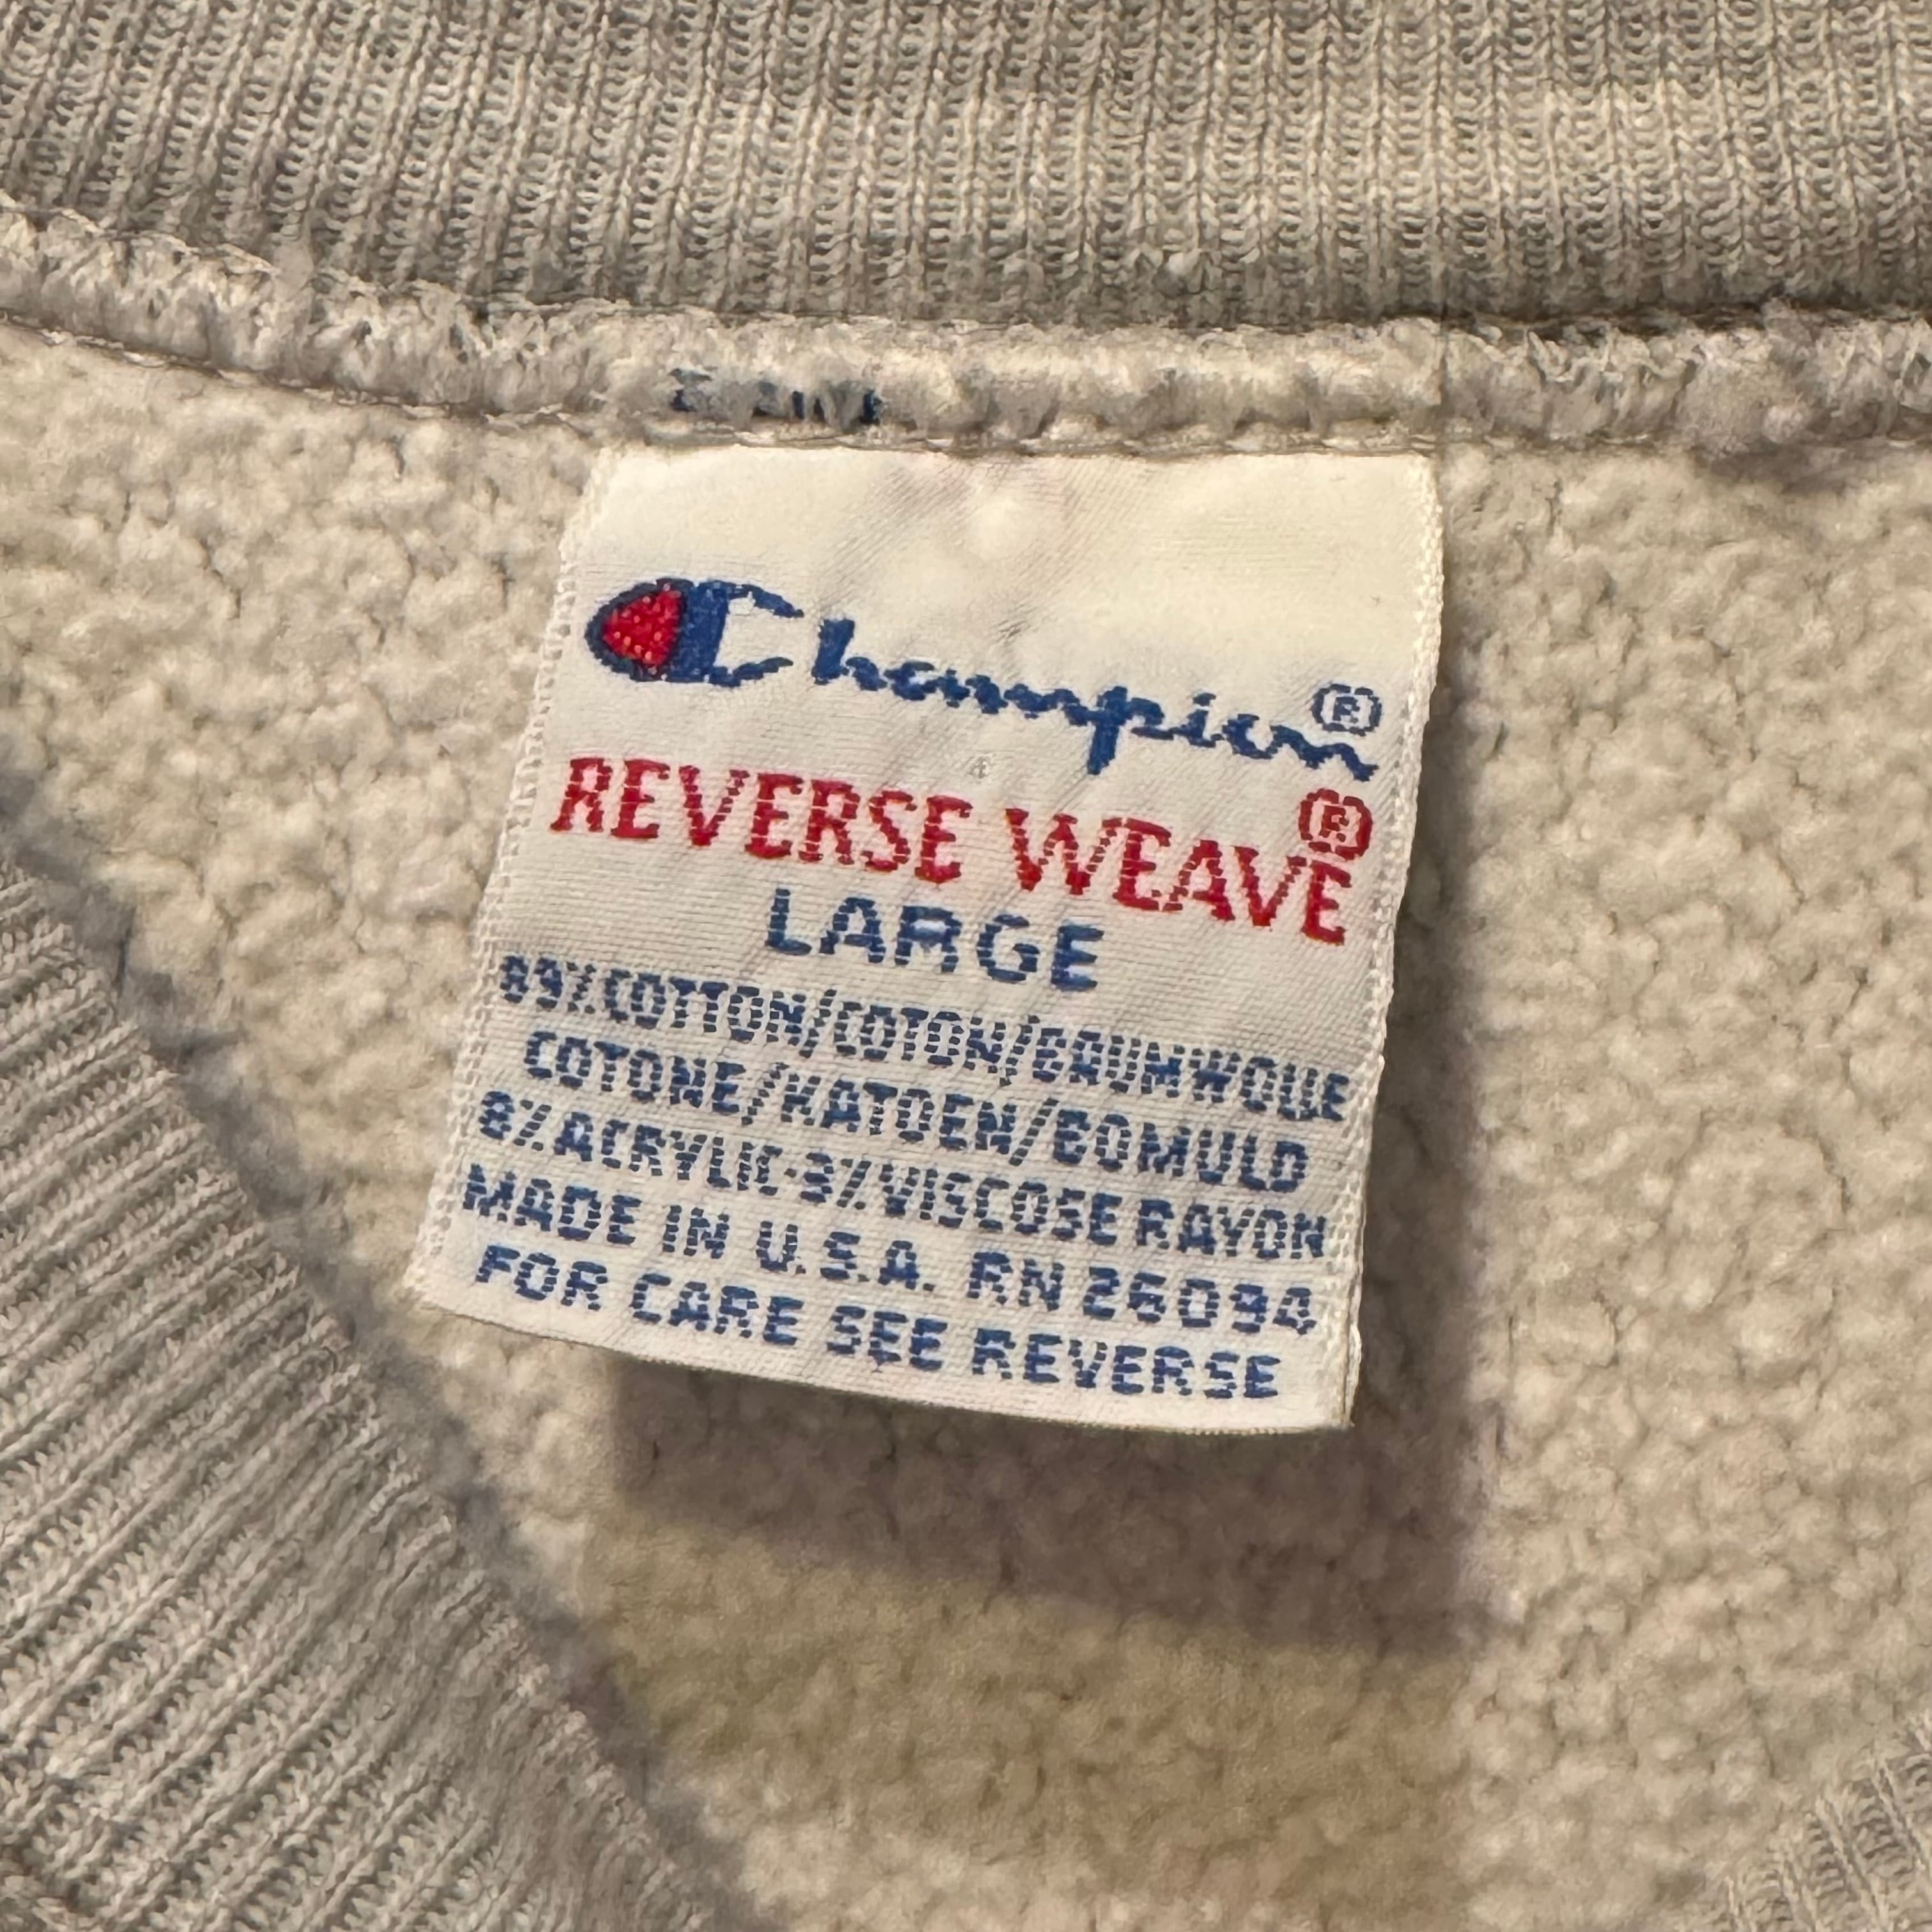 Champion®
REVERSE WEAVE®
LARGE
89%COTTON/COTON/BAUMWOLLE
COTONE/KATOEN/BOMULD
8%ACRYLIC-3%VISCOSE RAYON
MADE IN U.S.A. RN 26094
FOR CARE SEE REVERSE